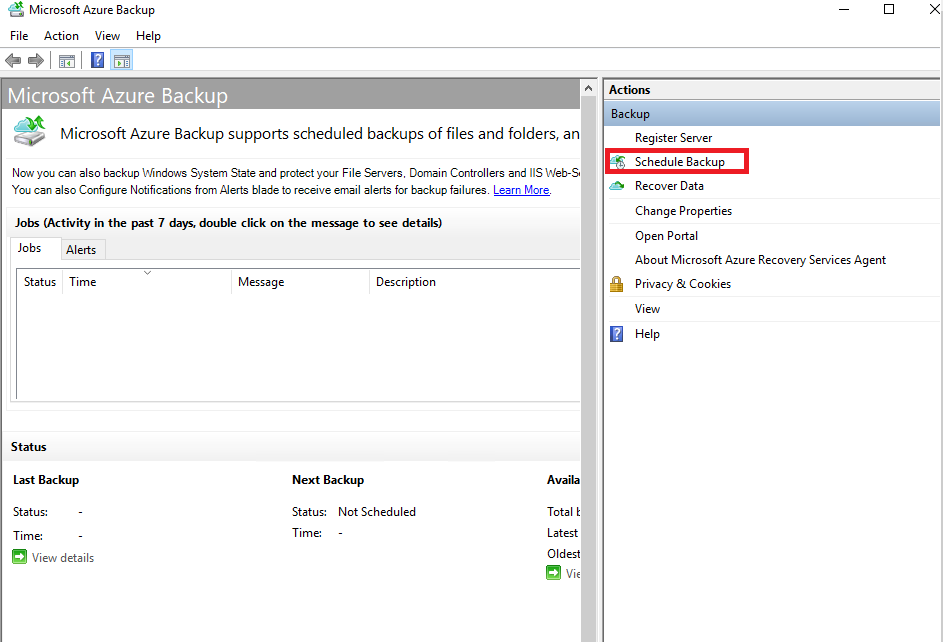 Microsoft Azure Backup
File Action View Help
Microsoft Azure Backup
Microsoft Azure Backup supports scheduled backups of files and folders, an
Now you can also backup Windows System State and protect your File Servers, Domain Controllers and IIS Web-Se
You can also Configure Notifications from Alerts blade to receive email alerts for backup failures. Learn More.
Jobs (Activity in the past 7 days, double click on the message to see details)
Jobs Alerts
Status Time Message Description
Status
Last Backup Next Backup Availa
Status: - Status: Not Scheduled Total b
Time: - Time: - Latest
Oldest
View details Vie
Actions
Backup
Register Server
Schedule Backup
Recover Data
Change Properties
Open Portal
About Microsoft Azure Recovery Services Agent
Privacy & Cookies
View
Help